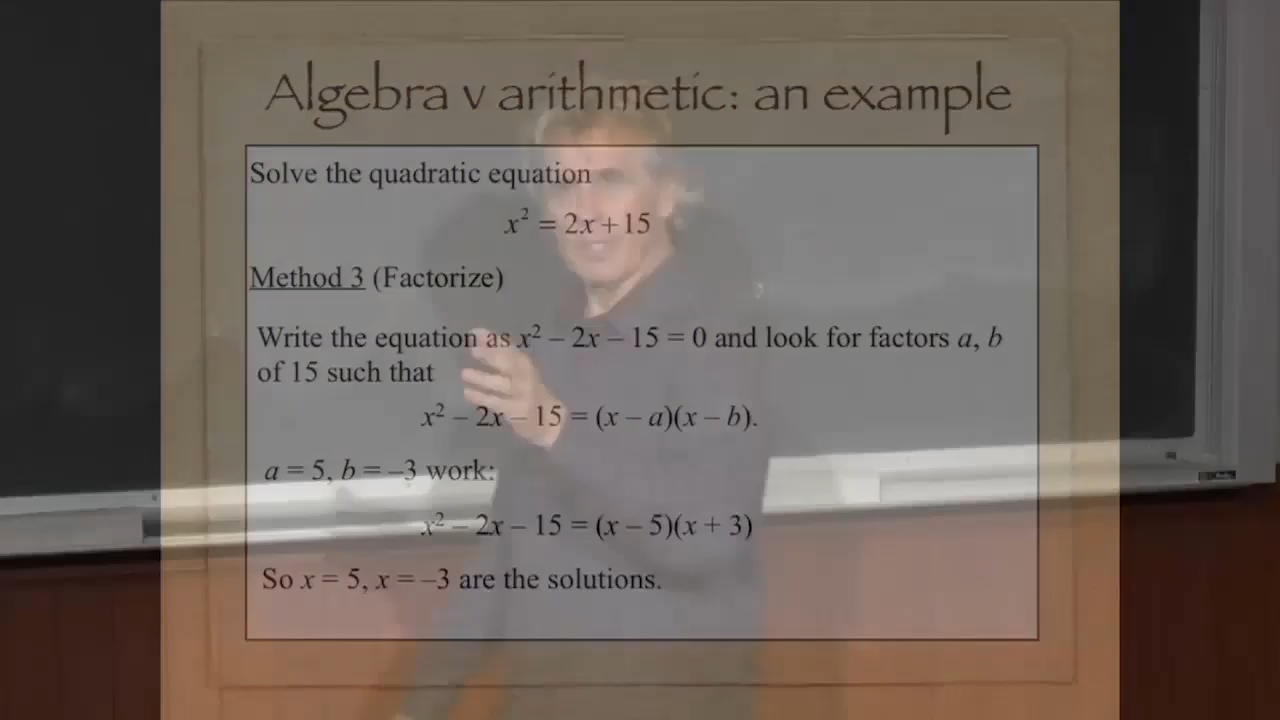 Algebra v arithmetic: an example
Solve the quadratic equation
x² = 2x + 15
Method 3 (Factorize)
Write the equation as x² – 2x – 15 = 0 and look for factors a, b
of 15 such that
x² – 2x – 15 = (x – a)(x – b).
a = 5, b = –3 work:
x² – 2x – 15 = (x – 5)(x + 3)
So x = 5, x = –3 are the solutions.